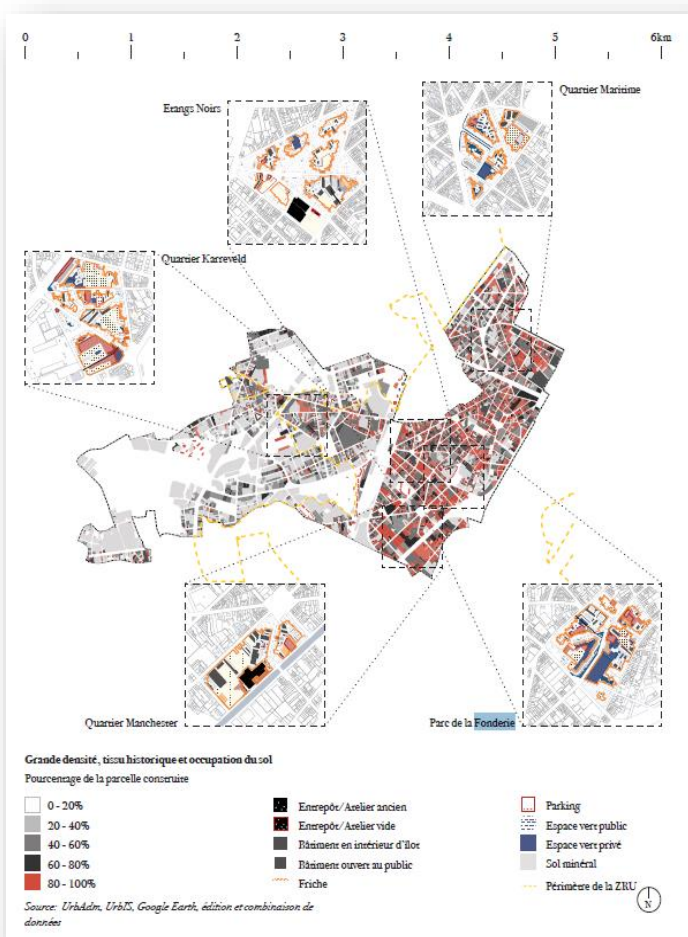 0 1 2 3 4 5 6km
Etangs Noirs
Quartier Maritime
Quartier Karreveld
Quartier Manchester
Parc de la Fonderie
Grande densité, tissu historique et occupation du sol
Pourcentage de la parcelle construite
0 - 20%
20 - 40%
40 - 60%
60 - 80%
80 - 100%
Entrepôt/Atelier ancien
Entrepôt/Atelier vide
Bâtiment en intérieur d'îlot
Bâtiment ouvert au public
Friche
Parking
Espace vert public
Espace vert privé
Sol minéral
Périmètre de la ZRU
N
Source: UrbAdm, UrbIS, Google Earth, édition et combinaison de
données